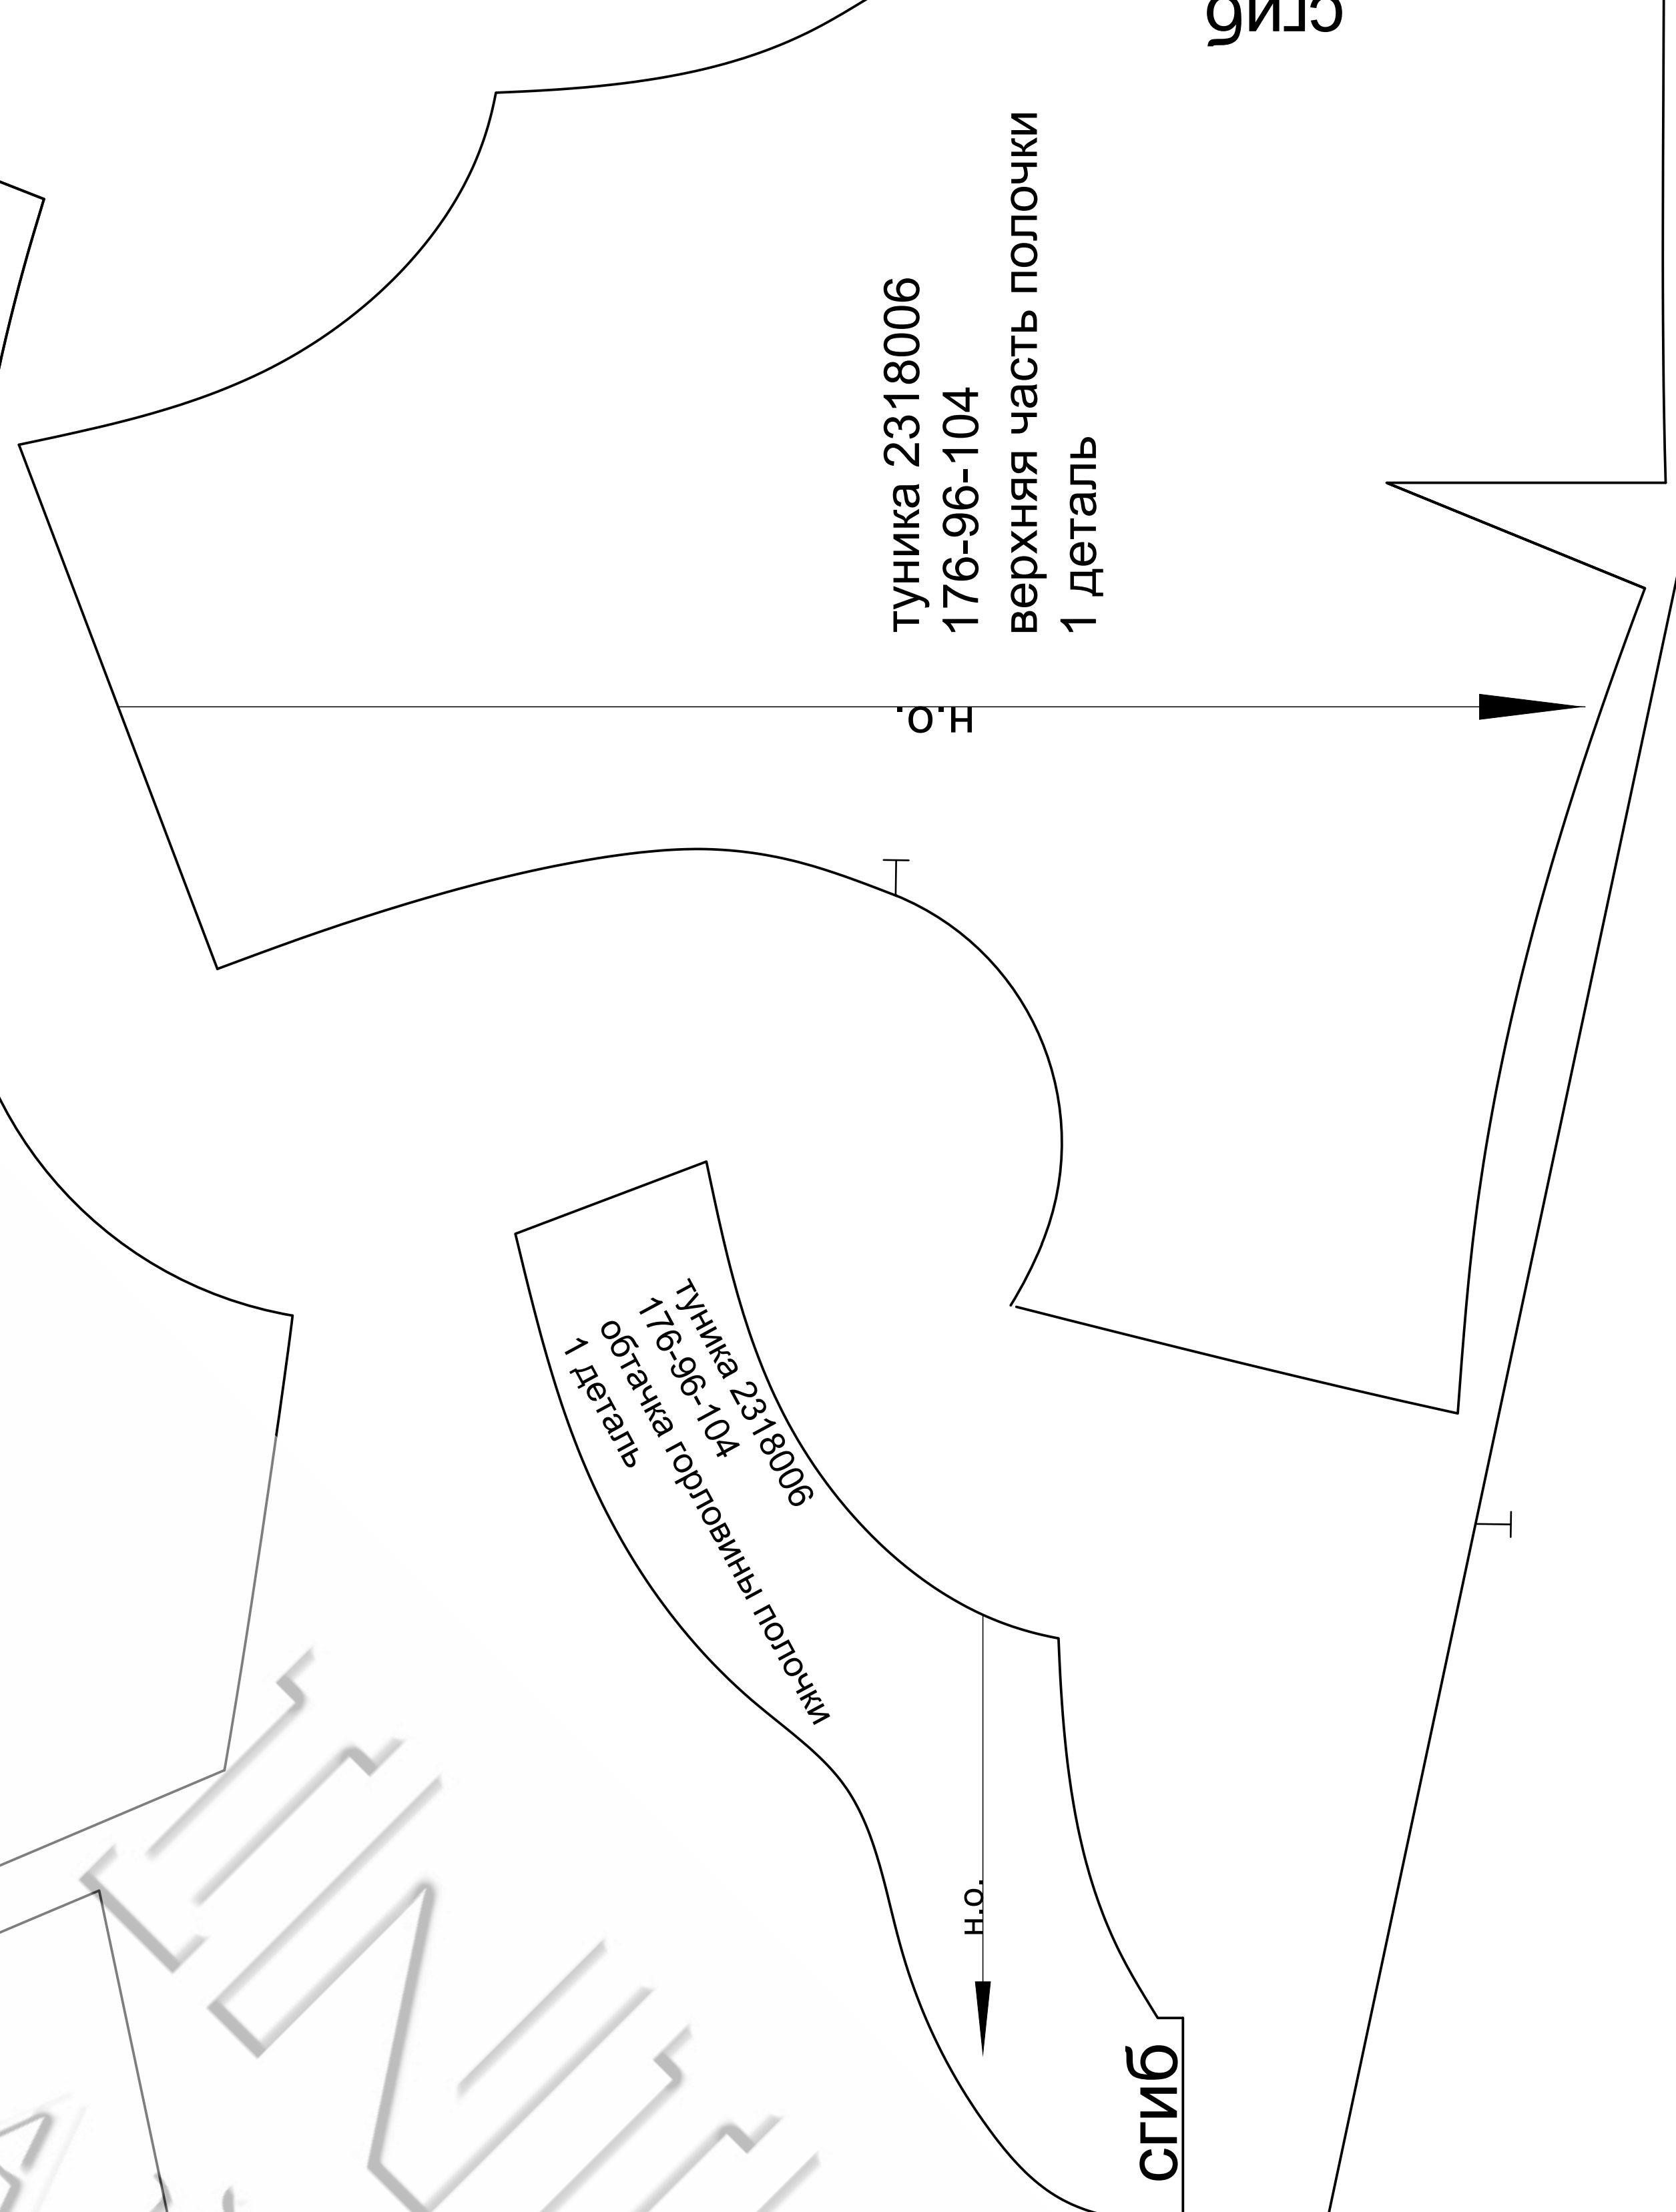 сгиб
туника 2318006
176-96-104
верхняя часть полочки
1 деталь
н.о.
туника 2318006
176-96-104
обтачка горловины полочки
1 деталь
н.о.
сгиб